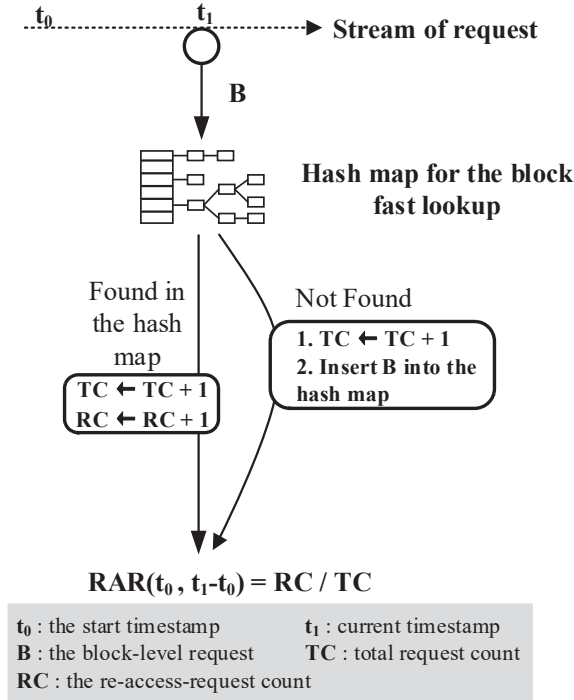 t₀ t₁
Stream of request
B
Hash map for the block
fast lookup
Found in
the hash
map
TC ← TC + 1
RC ← RC + 1
Not Found
1. TC ← TC + 1
2. Insert B into the
hash map
RAR(t₀ , t₁-t₀) = RC / TC
t₀ : the start timestamp t₁ : current timestamp
B : the block-level request TC : total request count
RC : the re-access-request count